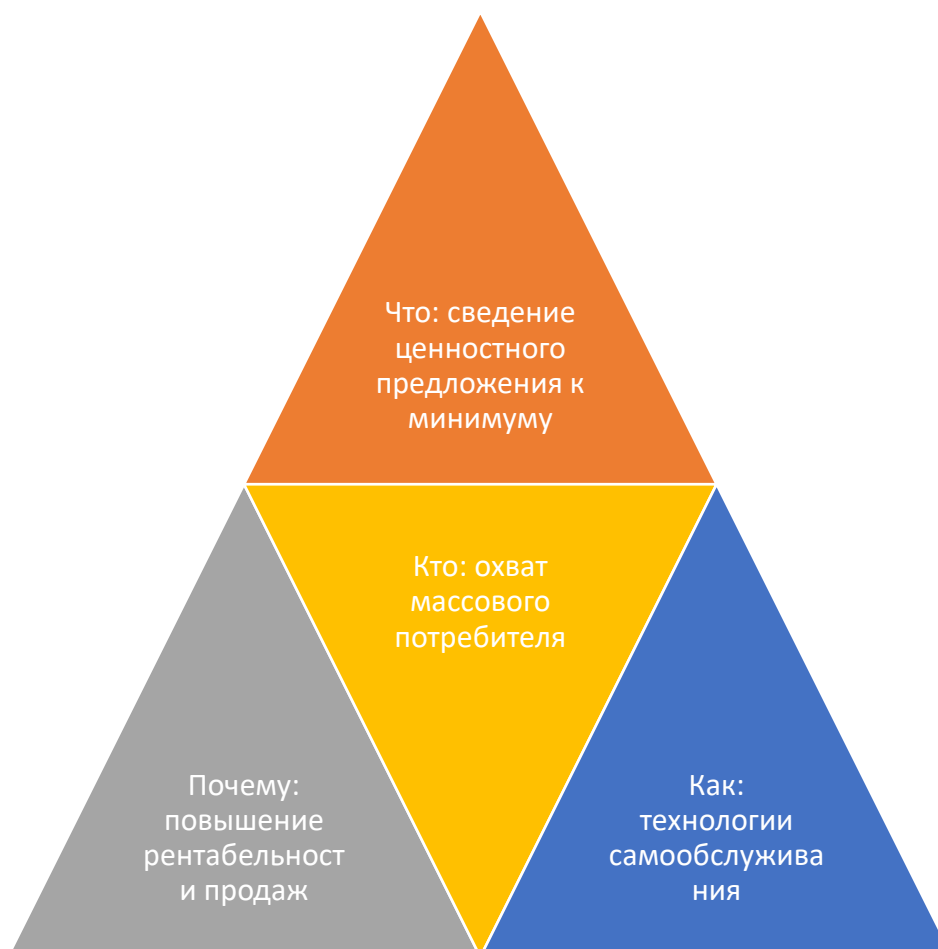 Что: сведение
ценностного
предложения к
минимуму
Кто: охват
массового
потребителя
Почему:
повышение
рентабельност
и продаж
Как:
технологии
самообслужива
ния